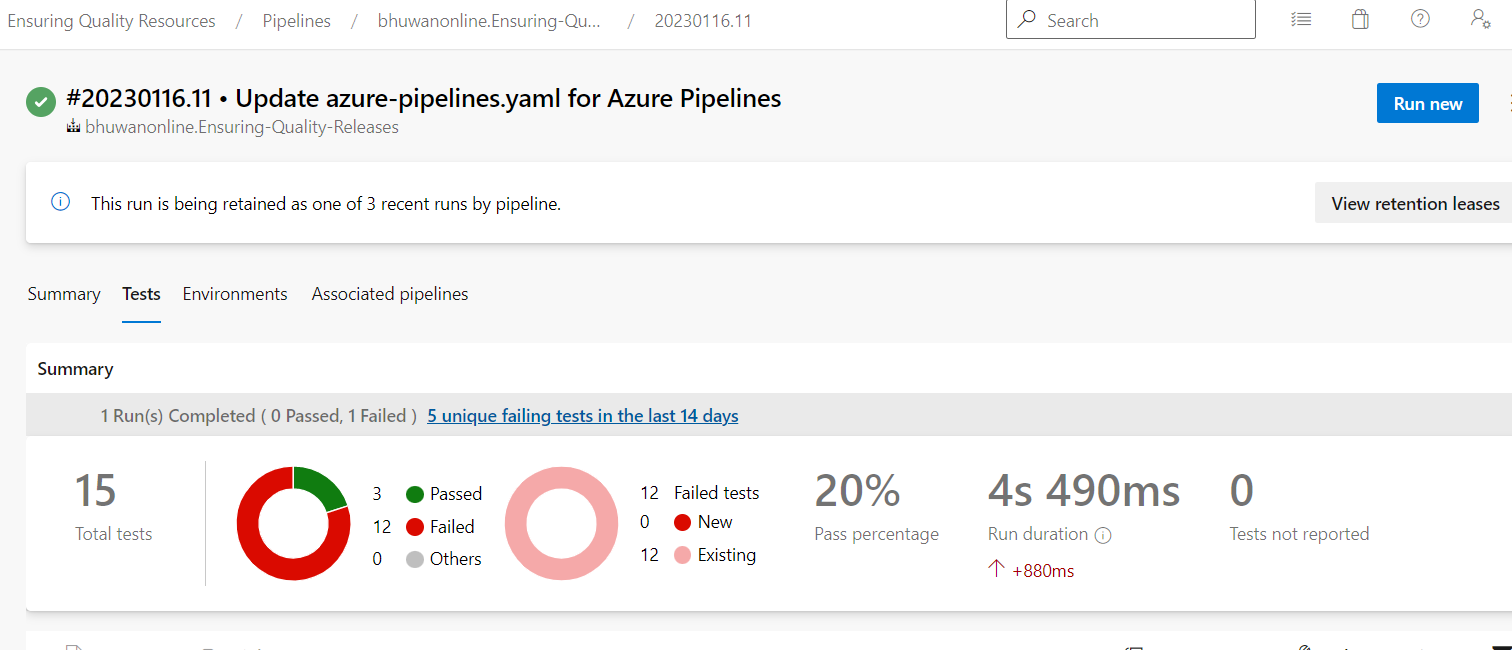 Ensuring Quality Resources / Pipelines / bhuwanonline.Ensuring-Qu... / 20230116.11
Search
#20230116.11 • Update azure-pipelines.yaml for Azure Pipelines
Run new
bhuwanonline.Ensuring-Quality-Releases
This run is being retained as one of 3 recent runs by pipeline.
View retention leases
Summary Tests Environments Associated pipelines
Summary
1 Run(s) Completed ( 0 Passed, 1 Failed ) 5 unique failing tests in the last 14 days
15
Total tests
3 Passed
12 Failed
0 Others
12 Failed tests
0 New
12 Existing
20%
Pass percentage
4s 490ms
Run duration
+880ms
0
Tests not reported